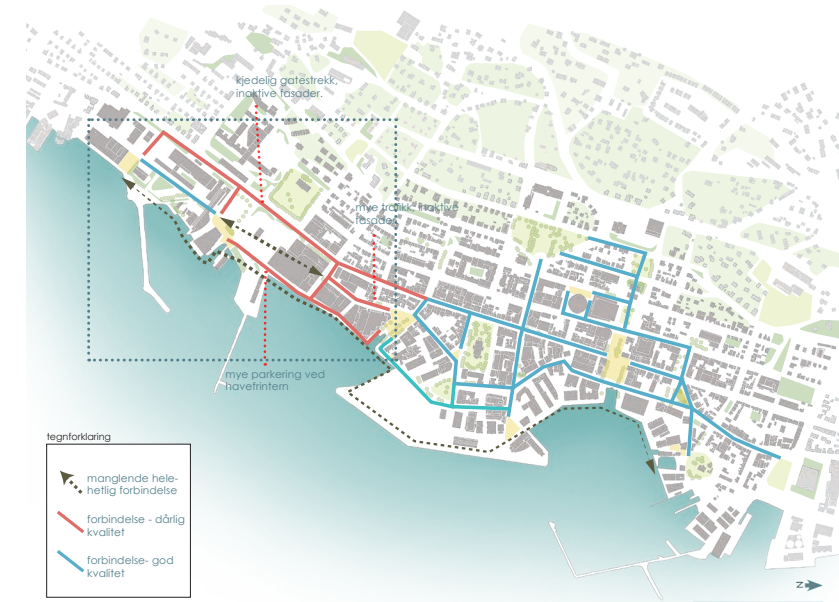 kjedelig gatestrekk,
inaktive fasader.
mye trafikk, inaktive
fasader
mye parkering ved
havefrintern
tegnforklaring
manglende hele-
hetlig forbindelse
forbindelse - dårlig
kvalitet
forbindelse- god
kvalitet
z